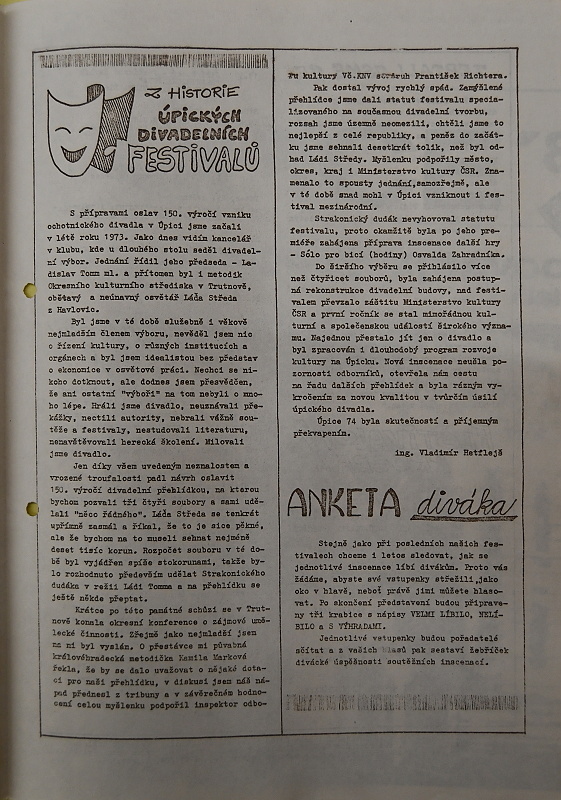 Z HISTORIE
ÚPICKÝCH
DIVADELNÍCH
FESTIVALŮ
S přípravami oslav 150. výročí vzniku
ochotnického divadla v Úpici jsme začali
v létě roku 1973. Jako dnes vidím kancelář
v klubu, kde u dlouhého stolu seděl divadel-
ní výbor. Jednání řídil jeho předseda - La-
dislav Tomm ml. a přítomen byl i metodik
Okresního kulturního střediska v Trutnově,
obětavý a neúnavný osvětář Láďa Středa
z Havlovic.
Byl jsem v té době služebně i věkově
nejmladším členem výboru, nevěděl jsem nic
o řízení kultury, o různých institucích a
orgánech a byl jsem idealistou bez představ
o ekonomice v osvětové práci. Nechci se ni-
koho dotknout, ale dodnes jsem přesvědčen,
že ani ostatní "výboři" na tom nebyli o mno-
ho lépe. Hráli jsme divadlo, neuznávali pře-
kážky, nectili autority, nebrali vážně sou-
těže a festivaly, nestudovali literaturu,
nenavštěvovali herecká školení. Milovali
jsme divadlo.
Jen díky všem uvedeným neznalostem a
vrozené troufalosti padl návrh oslavit
150. výročí divadelní přehlídkou, na kterou
bychom pozvali tři čtyři soubory a sami udě-
lali "něco řádného". Láďa Středa se tenkrát
upřímně zasmál a říkal, že to je sice pěkné,
ale že bychom na to museli sehnat nejméně
deset tisíc korun. Rozpočet souboru v té do-
bě byl vyjádřen spíše stokorunami, takže by-
lo rozhodnuto především udělat Strakonického
dudáka v režii Ládi Tomma a na přehlídku se
ještě někde přeptat.
Krátce po této památné schůzi se v Trut-
nově konala okresní konference o zájmové umě-
lecké činnosti. Zřejmě jako nejmladší jsem
na ni byl vyslán. O přestávce mi půvabná
královéhradecká metodička Kamila Marková
řekla, že by se dalo uvažovat o nějaké dota-
ci pro naši přehlídku, v diskusi jsem náš ná-
pad přednesl z tribuny a v závěrečném hodno-
cení celou myšlenku podpořil inspektor odbo-
ru kultury Vč.KNV soudruh František Richtera.
Pak dostal vývoj rychlý spád. Zamýšlené
přehlídce jsme dali statut festivalu specia-
lizovaného na současnou divadelní tvorbu,
rozsah jsme územně neomezili, chtěli jsme to
nejlepší z celé republiky, a peněz do začát-
ku jsme sehnali desetkrát tolik, než byl od-
had Ládi Středy. Myšlenku podpořily město,
okres, kraj i Ministerstvo kultury ČSR. Zna-
menalo to spousty jednání,samozřejmě, ale
v té době snad mohl v Úpici vzniknout i fes-
tival mezinárodní.
Strakonický dudák nevyhovoval statutu
festivalu, proto okamžitě byla po jeho pre-
miéře zahájena příprava inscenace další hry
- Sólo pro bicí (hodiny) Osvalda Zahradníka.
Do širšího výběru se přihlásilo více
než čtyřicet souborů, byla zahájena postup-
ná rekonstrukce divadelní budovy, nad festi-
valem převzalo záštitu Ministerstvo kultury
ČSR a první ročník se stal mimořádnou kul-
turní a společenskou událostí širokého význa-
mu. Najednou přestalo jít jen o divadlo a
byl zpracován i dlouhodobý program rozvoje
kultury na Úpicku. Nová inscenace neušla po-
zornosti odborníků, otevřela nám cestu
na řadu dalších přehlídek a byla rázným vy-
kročením za novou kvalitou v tvůrčím úsilí
úpického divadla.
Úpice 74 byla skutečností a příjemným
překvapením.
ing. Vladimír Hetflejš
ANKETA diváka
Stejně jako při posledních našich fes-
tivalech chceme i letos sledovat, jak se
jednotlivé inscenace líbí divákům. Proto vás
žádáme, abyste své vstupenky střežili,jako
oko v hlavě, neboť právě jimi můžete hlaso-
vat. Po skončení představení budou připrave-
ny tři krabice s nápisy VELMI LÍBILO, NELÍ-
BILO a S VÝHRADAMI.
Jednotlivé vstupenky budou pořadatelé
sčítat a z vašich hlasů pak sestaví žebříček
divácké úspěšnosti soutěžních inscenací.